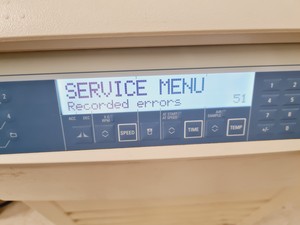 SERVICE MENU
Recorded errors 51
SPEED
TIME
TEMP